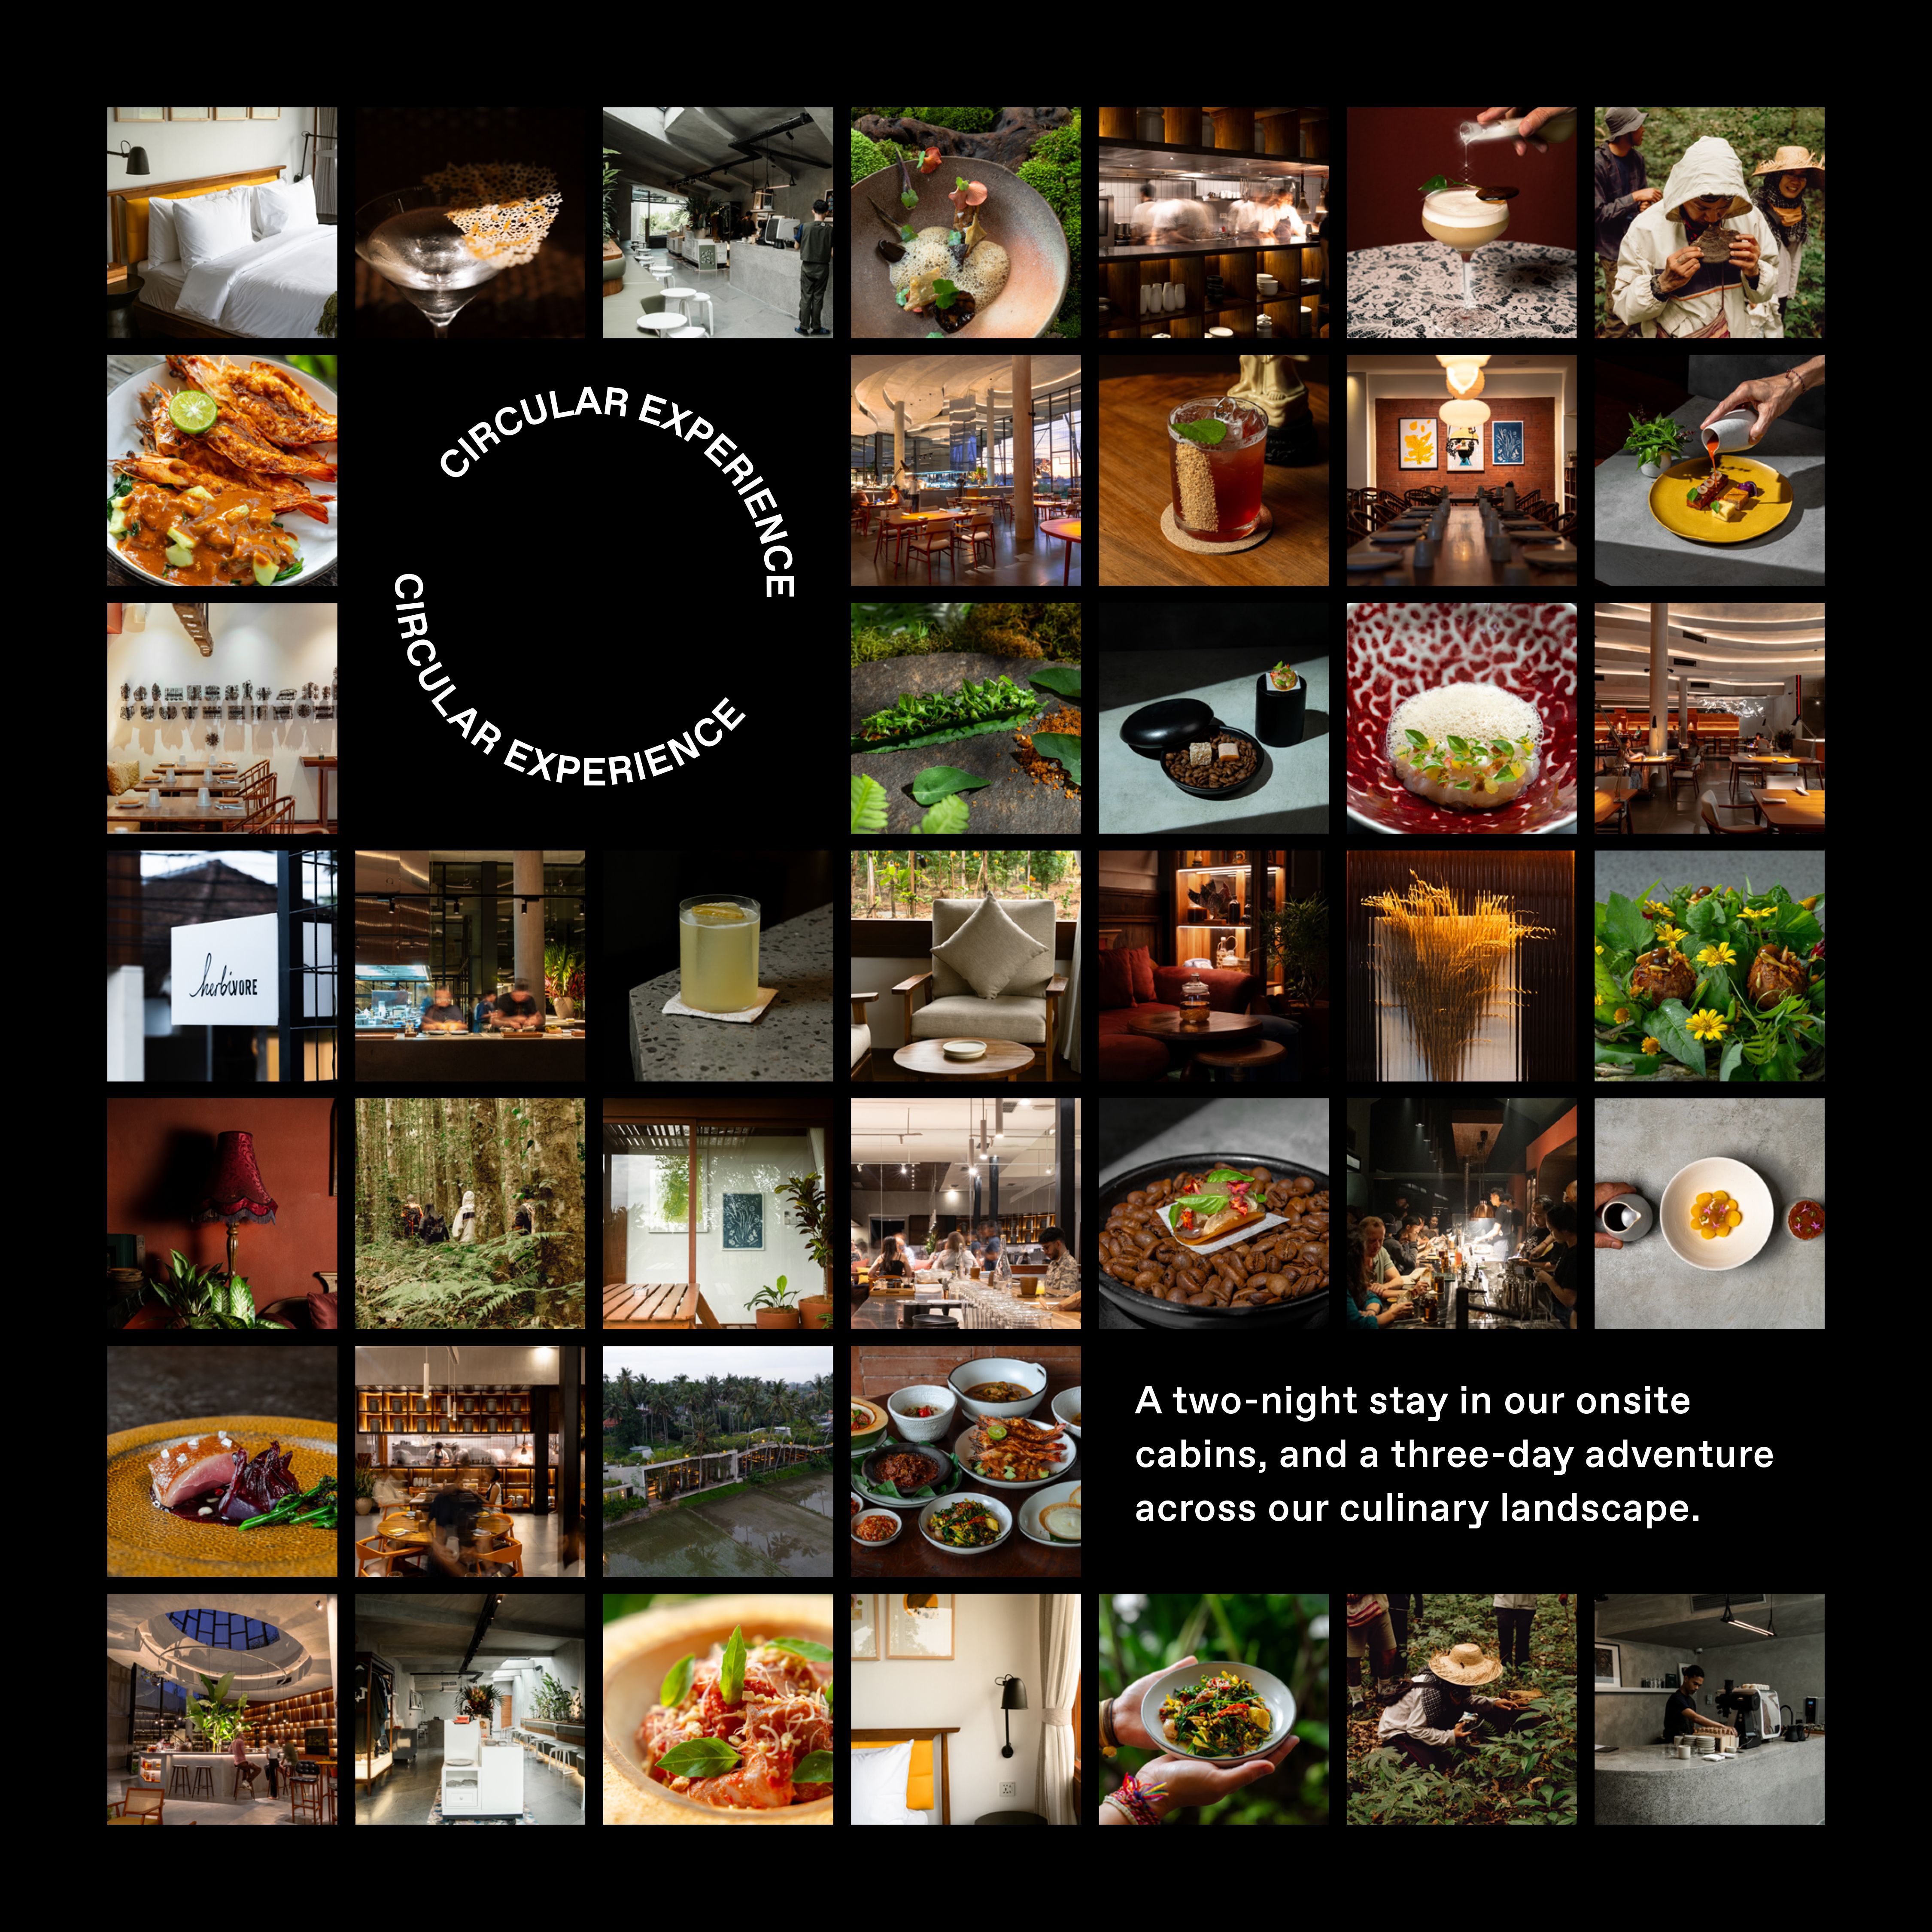 CIRCULAR EXPERIENCE
CIRCULAR EXPERIENCE
herbivore
A two-night stay in our onsite
cabins, and a three-day adventure
across our culinary landscape.